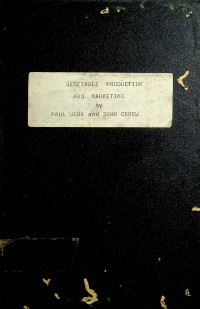 VEGETABLE PRODUCTION
AND MARKETING
by
PAUL WORK and JOHN CAREW